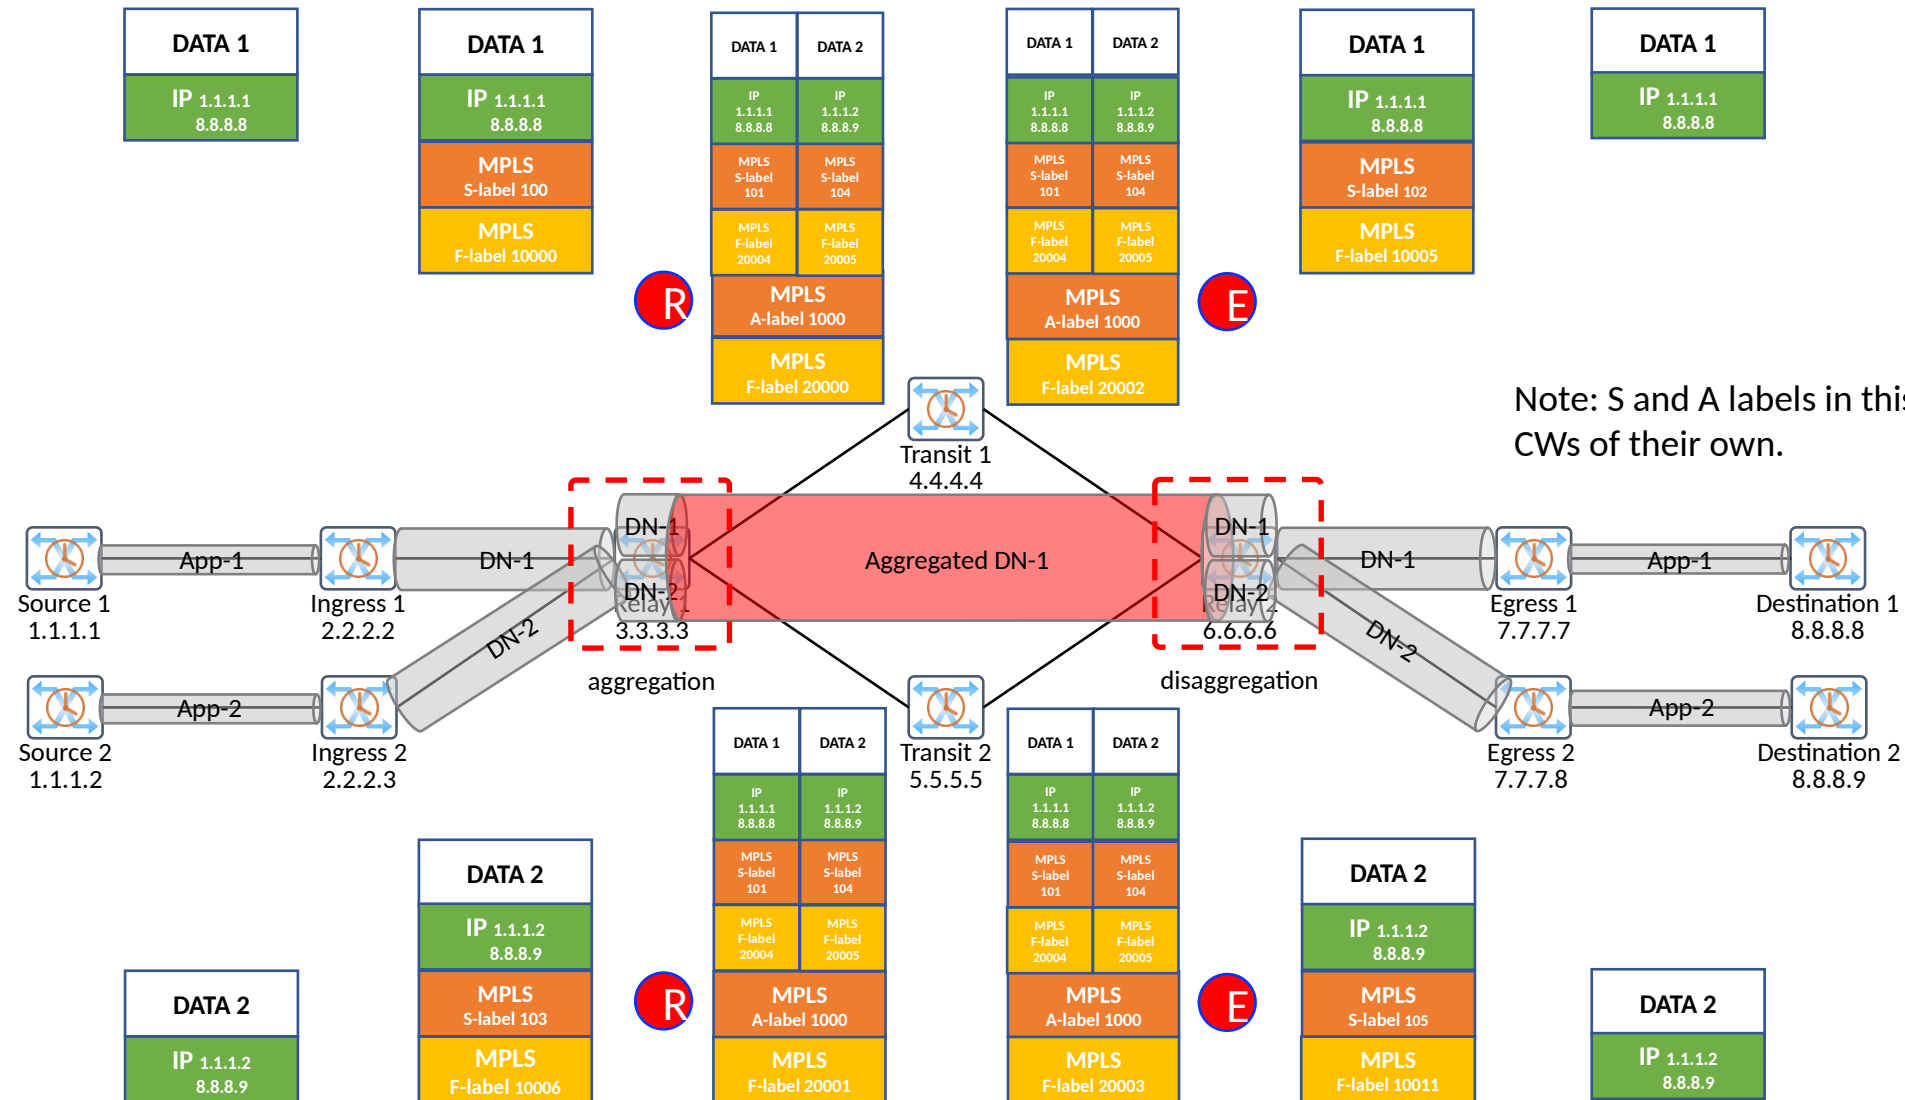 DATA 1
IP 1.1.1.1
8.8.8.8
DATA 1
IP 1.1.1.1
8.8.8.8
MPLS
S-label 100
MPLS
F-label 10000
R
DATA 1
DATA 2
IP
1.1.1.1
8.8.8.8
IP
1.1.1.2
8.8.8.9
MPLS
S-label
101
MPLS
S-label
104
MPLS
F-label
20004
MPLS
F-label
20005
MPLS
A-label 1000
MPLS
F-label 20000
DATA 1
DATA 2
IP
1.1.1.1
8.8.8.8
IP
1.1.1.2
8.8.8.9
MPLS
S-label
101
MPLS
S-label
104
MPLS
F-label
20004
MPLS
F-label
20005
MPLS
A-label 1000
MPLS
F-label 20002
E
DATA 1
IP 1.1.1.1
8.8.8.8
MPLS
S-label 102
MPLS
F-label 10005
DATA 1
IP 1.1.1.1
8.8.8.8
Note: S and A labels in this
CWs of their own.
Transit 1
4.4.4.4
App-1
DN-1
DN-1
DN-2
Aggregated DN-1
DN-1
DN-2
DN-1
App-1
Source 1
1.1.1.1
Ingress 1
2.2.2.2
Relay 1
3.3.3.3
Relay 2
6.6.6.6
Egress 1
7.7.7.7
Destination 1
8.8.8.8
DN-2
DN-2
aggregation
disaggregation
App-2
App-2
Source 2
1.1.1.2
Ingress 2
2.2.2.3
Transit 2
5.5.5.5
Egress 2
7.7.7.8
Destination 2
8.8.8.9
DATA 2
IP 1.1.1.2
8.8.8.9
DATA 2
IP 1.1.1.2
8.8.8.9
MPLS
S-label 103
MPLS
F-label 10006
R
DATA 1
DATA 2
IP
1.1.1.1
8.8.8.8
IP
1.1.1.2
8.8.8.9
MPLS
S-label
101
MPLS
S-label
104
MPLS
F-label
20004
MPLS
F-label
20005
MPLS
A-label 1000
MPLS
F-label 20001
DATA 1
DATA 2
IP
1.1.1.1
8.8.8.8
IP
1.1.1.2
8.8.8.9
MPLS
S-label
101
MPLS
S-label
104
MPLS
F-label
20004
MPLS
F-label
20005
MPLS
A-label 1000
MPLS
F-label 20003
E
DATA 2
IP 1.1.1.2
8.8.8.9
MPLS
S-label 105
MPLS
F-label 10011
DATA 2
IP 1.1.1.2
8.8.8.9